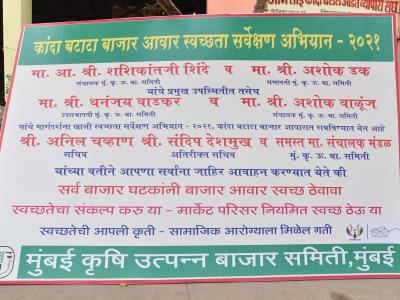 कांदा बटाटा बाजार आवार स्वच्छता सर्वेक्षण अभियान - २०२१
मा. आ. श्री. शशिकांतजी शिंदे व मा. श्री. अशोक डक
संचालक मुं. कृ. ऊ. बा. समिती सभापती मुं. कृ. ऊ. बा. समिती
यांचे प्रमुख उपस्थितीत तसेच
मा. श्री. धनंजय वाडकर व मा. श्री. अशोक वाळूंज
उपसभापती मुं. कृ. ऊ. बा. समिती संचालक मुं. कृ. ऊ. बा. समिती
यांचे मार्गदर्शनाखाली स्वच्छता सर्वेक्षण अभियान - २०२१, कांदा बटाटा बाजार आवारात राबविण्यात येत आहे
श्री. अनिल चव्हाण श्री. संदिप देशमुख व समस्त मा. संचालक मंडळ
सचिव अतिरीक्त सचिव मुं. कृ. ऊ. बा. समिती
यांच्या वतीने आपणा सर्वांना जाहिर आवाहन करण्यात येते की
सर्व बाजार घटकांनी बाजार आवार स्वच्छ ठेवावा
स्वच्छतेचा संकल्प करु या - मार्केट परिसर नियमित स्वच्छ ठेऊ या
स्वच्छतेची आपली कृती - सामाजिक आरोग्याला मिळेल गती
मुंबई कृषि उत्पन्न बाजार समिती, मुंबई